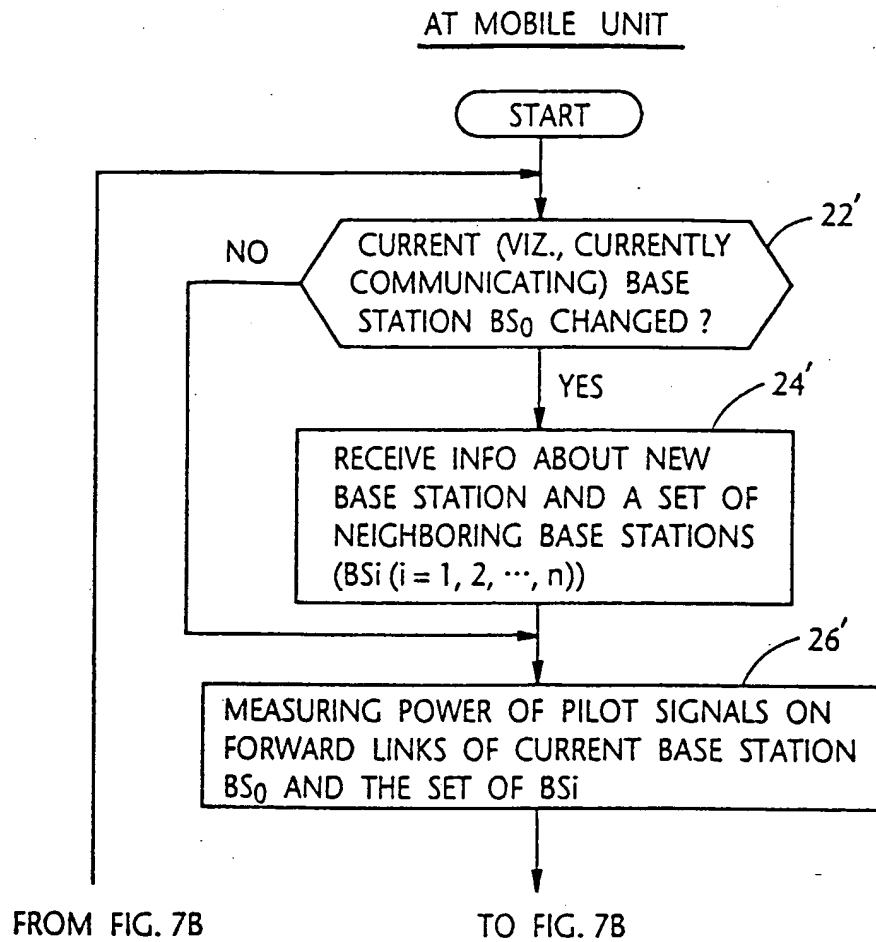 AT MOBILE UNIT
START
22'
NO
CURRENT (VIZ., CURRENTLY
COMMUNICATING) BASE
STATION BS0 CHANGED ?
YES
24'
RECEIVE INFO ABOUT NEW
BASE STATION AND A SET OF
NEIGHBORING BASE STATIONS
(BSi (i = 1, 2, ···, n))
26'
MEASURING POWER OF PILOT SIGNALS ON
FORWARD LINKS OF CURRENT BASE STATION
BS0 AND THE SET OF BSi
FROM FIG. 7B
TO FIG. 7B